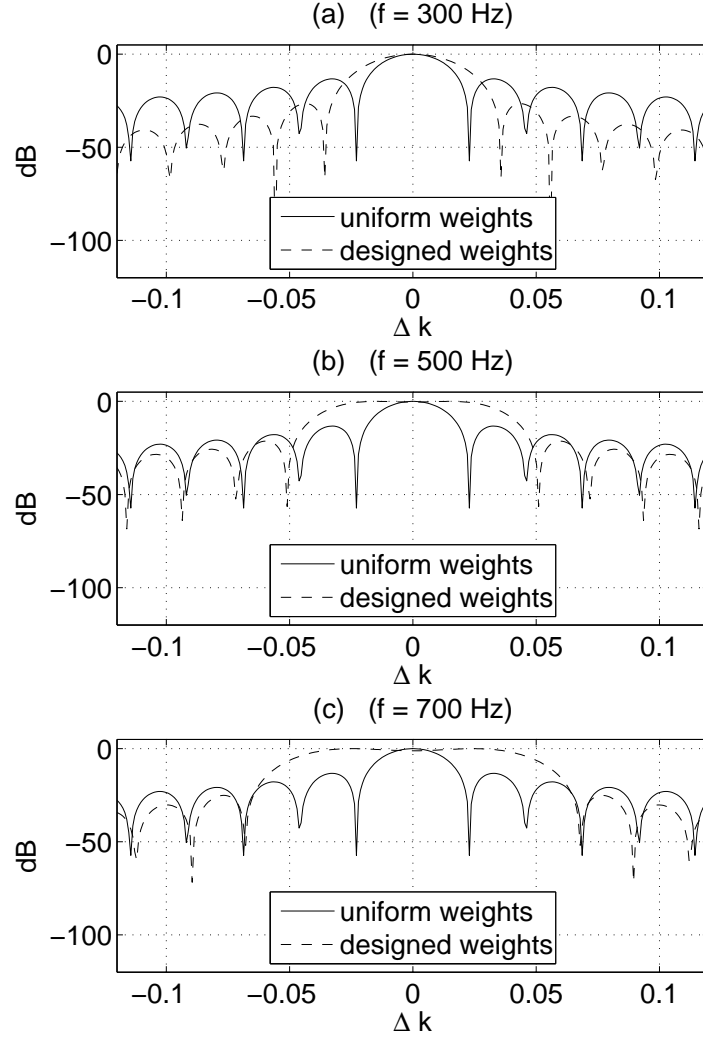 (a) (f = 300 Hz)
0
−50
−100
dB
uniform weights
designed weights
−0.1 −0.05 0 0.05 0.1
Δ k
(b) (f = 500 Hz)
0
−50
−100
dB
uniform weights
designed weights
−0.1 −0.05 0 0.05 0.1
Δ k
(c) (f = 700 Hz)
0
−50
−100
dB
uniform weights
designed weights
−0.1 −0.05 0 0.05 0.1
Δ k